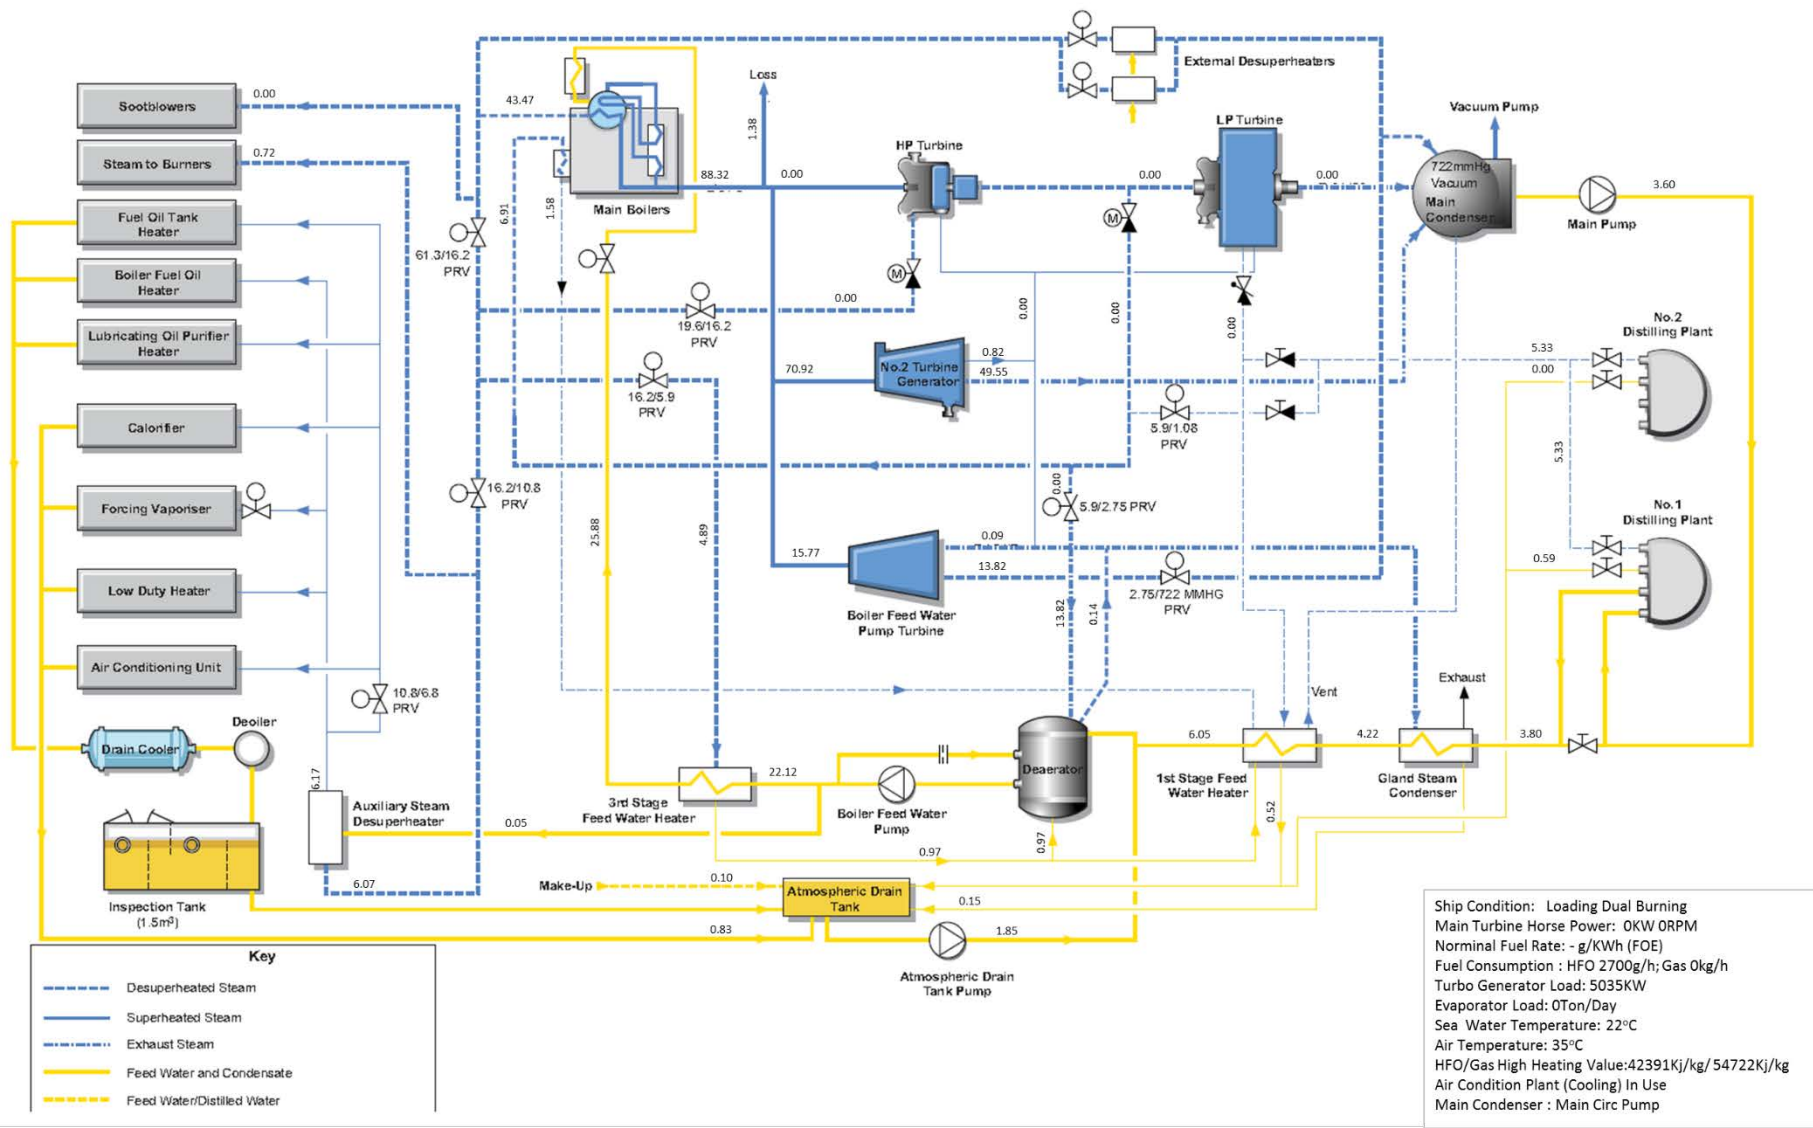 External Desuperheaters
Loss
LP Turbine
Vacuum Pump
Sootblowers
0.00
43.47
1.38
HP Turbine
Steam to Burners
0.72
88.32
0.00
0.00
0.00
722mmHg
Vacuum
Main
Condenser
3.60
Main Pump
Main Boilers
6.91
1.58
Fuel Oil Tank
Heater
61.3/16.2
PRV
M
M
Boiler Fuel Oil
Heater
0.00
0.00
0.00
0.00
19.6/16.2
PRV
No.2
Distilling Plant
Lubricating Oil Purifier
Heater
5.33
0.00
70.92
No.2 Turbine
Generator
0.82
49.55
16.2/5.9
PRV
5.9/1.08
PRV
Calorifier
5.33
16.2/10.8
PRV
0.00
5.9/2.75 PRV
No.1
Distilling Plant
Forcing Vaporiser
25.88
4.89
15.77
0.09
13.82
0.59
2.75/722 MMHG
PRV
Low Duty Heater
Boiler Feed Water
Pump Turbine
13.82
0.14
Air Conditioning Unit
10.8/6.8
PRV
Vent
Exhaust
Deoiler
Drain Cooler
6.05
4.22
3.80
Deaerator
6.17
22.12
1st Stage Feed
Water Heater
Gland Steam
Condenser
3rd Stage
Feed Water Heater
Boiler Feed Water
Pump
Auxiliary Steam
Desuperheater
0.05
0.52
0.97
0.97
6.07
Make-Up
0.10
Atmospheric Drain
Tank
0.15
Inspection Tank
(1.5m³)
0.83
1.85
Atmospheric Drain
Tank Pump
Key
Desuperheated Steam
Superheated Steam
Exhaust Steam
Feed Water and Condensate
Feed Water/Distilled Water
Ship Condition: Loading Dual Burning
Main Turbine Horse Power: 0KW 0RPM
Norminal Fuel Rate: - g/KWh (FOE)
Fuel Consumption : HFO 2700g/h; Gas 0kg/h
Turbo Generator Load: 5035KW
Evaporator Load: 0Ton/Day
Sea Water Temperature: 22°C
Air Temperature: 35°C
HFO/Gas High Heating Value:42391Kj/kg/ 54722Kj/kg
Air Condition Plant (Cooling) In Use
Main Condenser : Main Circ Pump